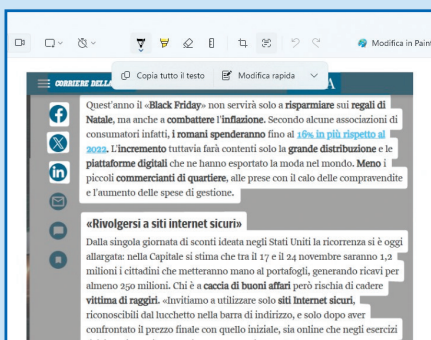 Modifica in Paint
CORRIERE DELLA
A
Copia tutto il testo
Modifica rapida
Quest'anno il «Black Friday» non servirà solo a risparmiare sui regali di
Natale, ma anche a combattere l'inflazione. Secondo alcune associazioni di
consumatori infatti, i romani spenderanno fino al 16% in più rispetto al
2022. L'incremento tuttavia farà contenti solo la grande distribuzione e le
piattaforme digitali che ne hanno esportato la moda nel mondo. Meno i
piccoli commercianti di quartiere, alle prese con il calo delle compravendite
e l'aumento delle spese di gestione.
«Rivolgersi a siti internet sicuri»
Dalla singola giornata di sconti ideata negli Stati Uniti la ricorrenza si è oggi
allargata: nella Capitale si stima che tra il 17 e il 24 novembre saranno 1,2
milioni i cittadini che metteranno mano al portafogli, generando ricavi per
almeno 250 milioni. Chi è a caccia di buoni affari però rischia di cadere
vittima di raggiri. «Invitiamo a utilizzare solo siti Internet sicuri,
riconoscibili dal lucchetto nella barra di indirizzo, e solo dopo aver
confrontato il prezzo finale con quello iniziale, sia online che negli esercizi